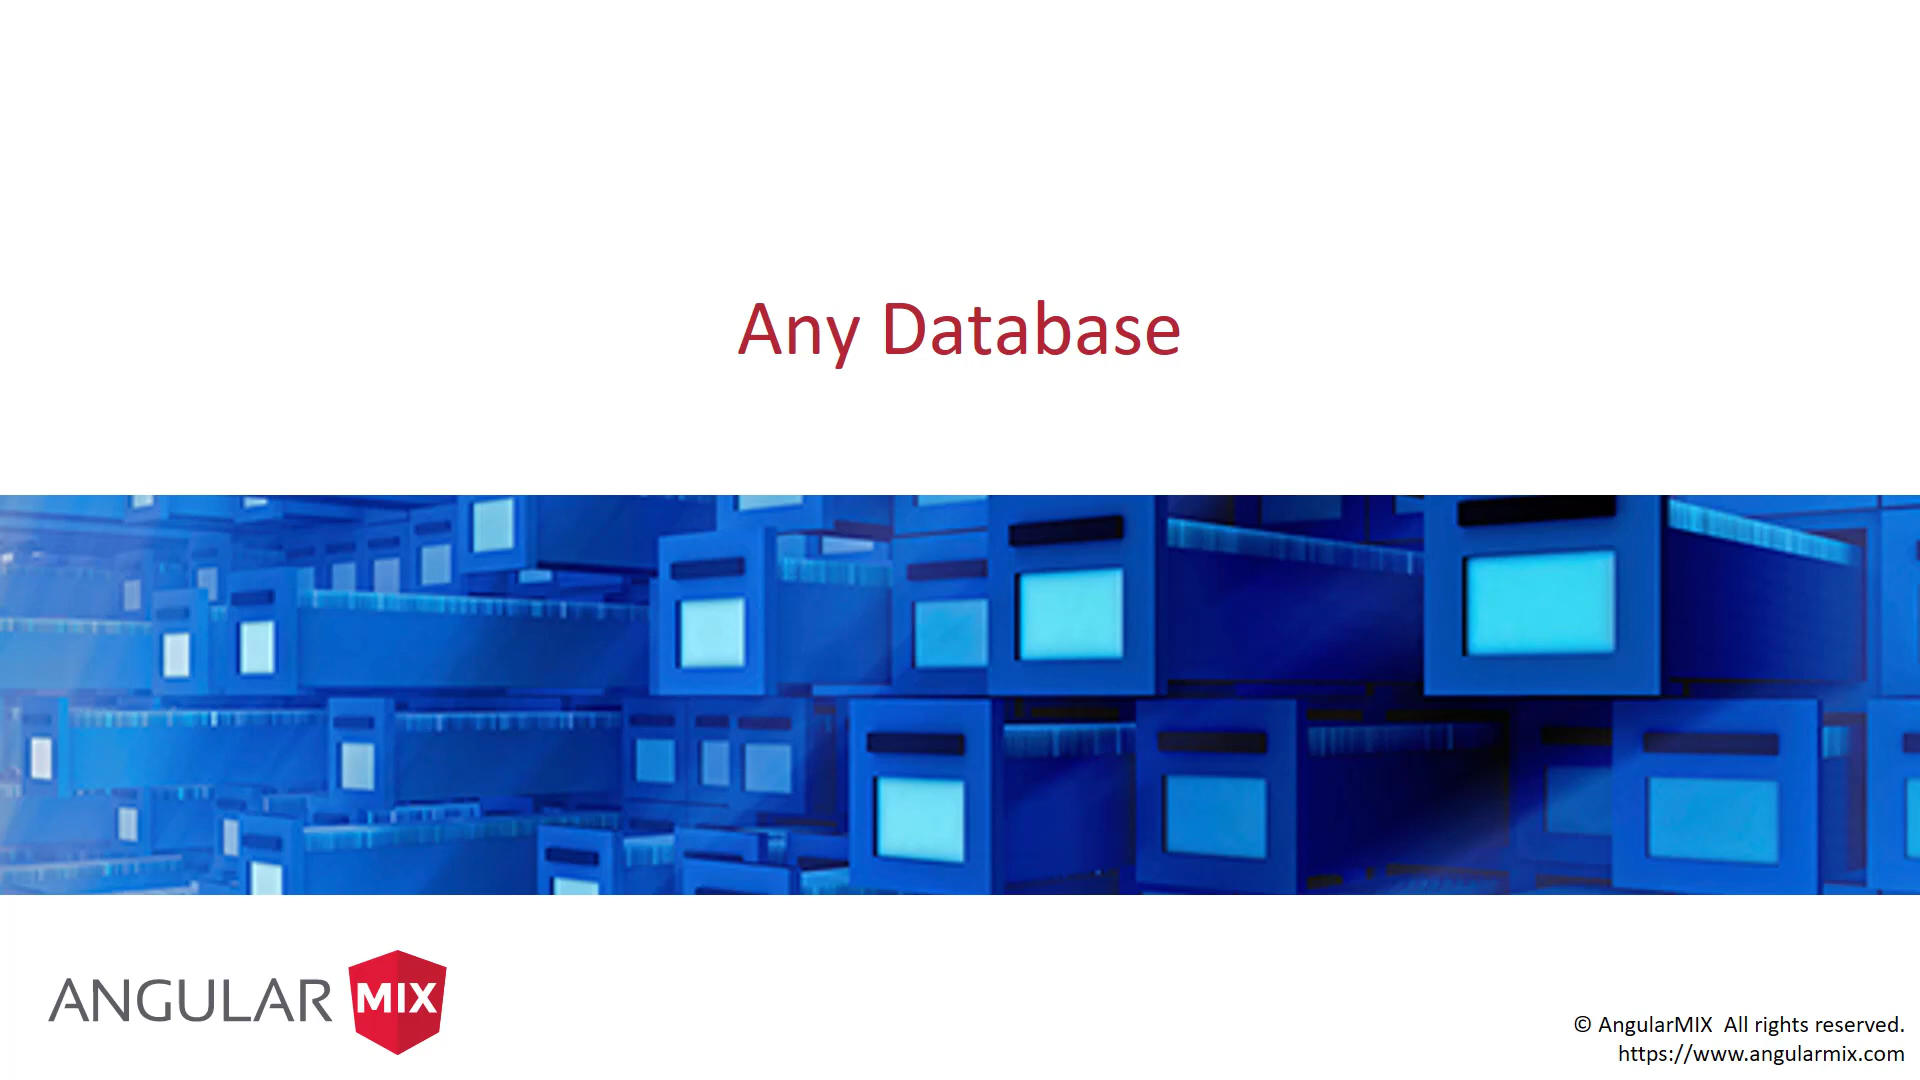 Any Database
ANGULAR MIX
© AngularMIX  All rights reserved.
https://www.angularmix.com